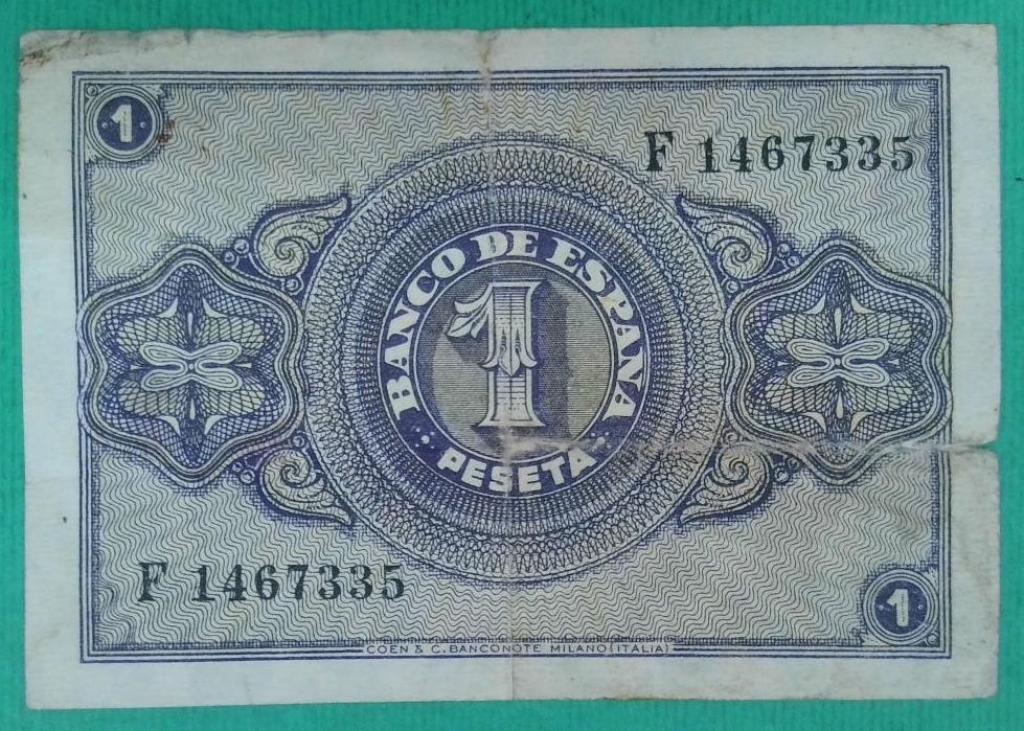 1
F 1467335
BANCO DE ESPAÑA
1
PESETA
F 1467335
1
COEN & C. BANCONOTE MILANO (ITALIA)